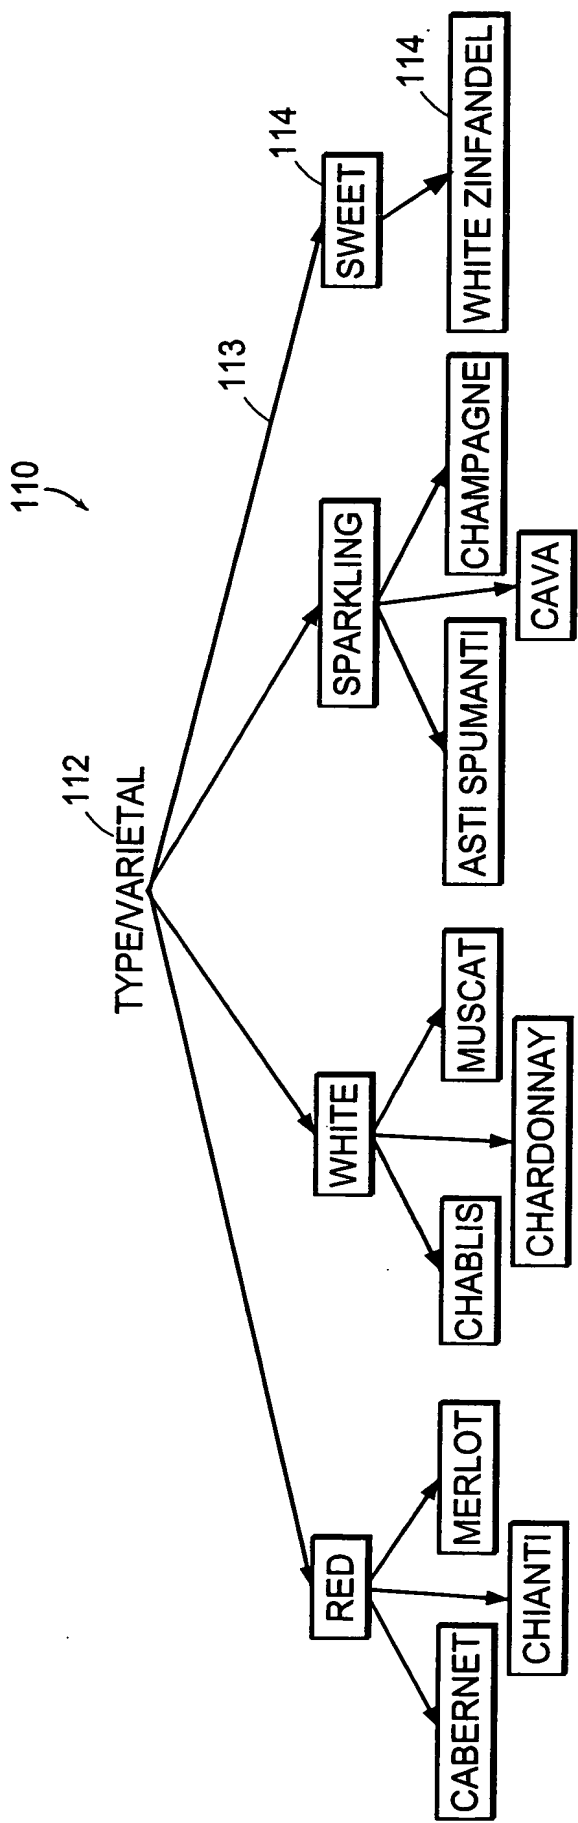 110
112
TYPE/VARIETAL
113
114
RED
WHITE
SPARKLING
SWEET
114
CABERNET
MERLOT
CHABLIS
MUSCAT
ASTI SPUMANTI
CHAMPAGNE
WHITE ZINFANDEL
CHIANTI
CHARDONNAY
CAVA